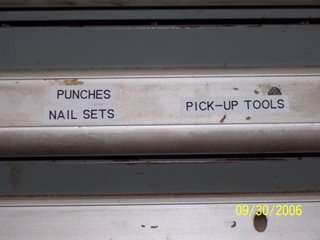 PUNCHES
NAIL SETS
PICK-UP TOOLS
09/30/2006